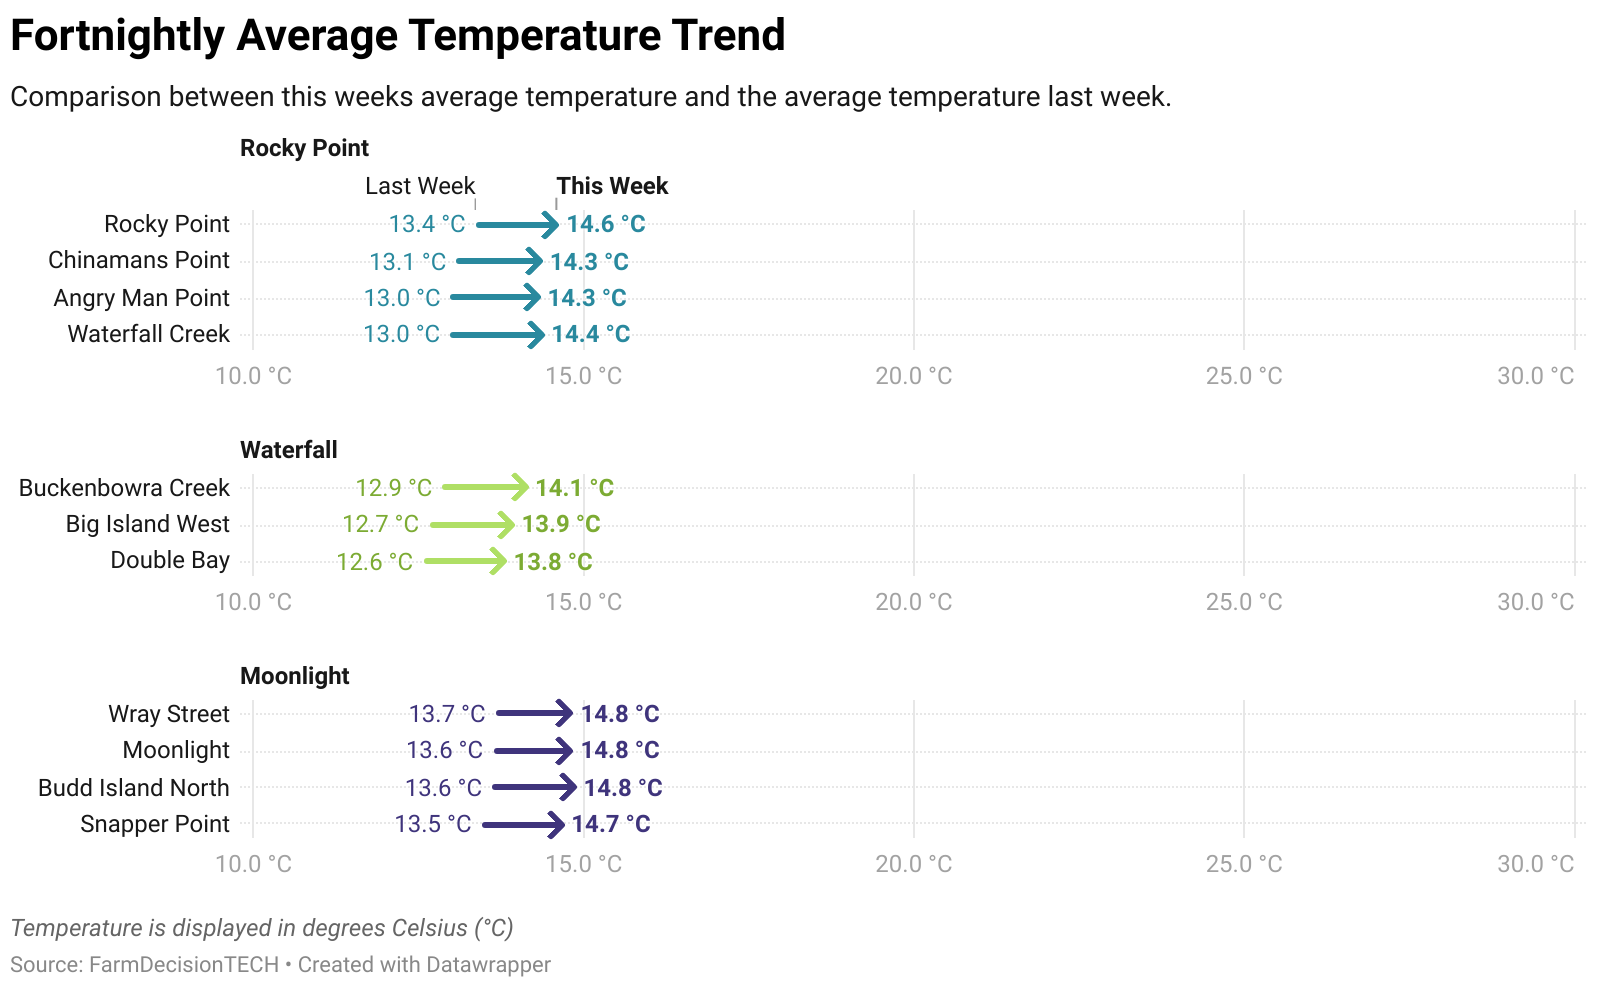 Fortnightly Average Temperature Trend
Comparison between this weeks average temperature and the average temperature last week.
Rocky Point
Last Week This Week
Rocky Point 13.4 °C 14.6 °C
Chinamans Point 13.1 °C 14.3 °C
Angry Man Point 13.0 °C 14.3 °C
Waterfall Creek 13.0 °C 14.4 °C
10.0 °C 15.0 °C 20.0 °C 25.0 °C 30.0 °C
Waterfall
Buckenbowra Creek 12.9 °C 14.1 °C
Big Island West 12.7 °C 13.9 °C
Double Bay 12.6 °C 13.8 °C
10.0 °C 15.0 °C 20.0 °C 25.0 °C 30.0 °C
Moonlight
Wray Street 13.7 °C 14.8 °C
Moonlight 13.6 °C 14.8 °C
Budd Island North 13.6 °C 14.8 °C
Snapper Point 13.5 °C 14.7 °C
10.0 °C 15.0 °C 20.0 °C 25.0 °C 30.0 °C
Temperature is displayed in degrees Celsius (°C)
Source: FarmDecisionTECH • Created with Datawrapper